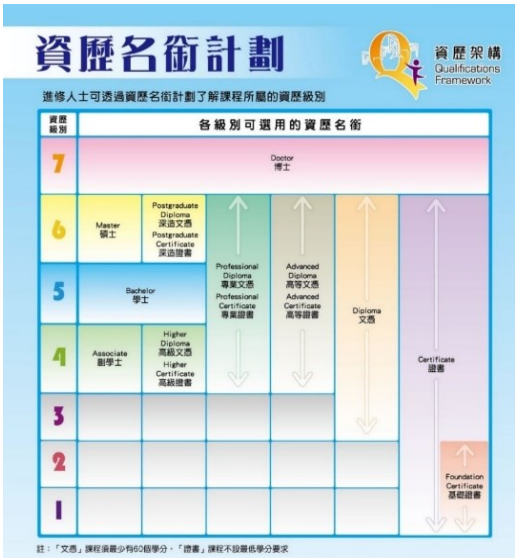 資歷名銜計劃
資歷架構
Qualifications
Framework
進修人士可透過資歷名銜計劃了解課程所屬的資歷級別
資歷
級別
各級別可選用的資歷名銜
7
Doctor
博士
6
Master
碩士
Postgraduate
Diploma
深造文憑
Postgraduate
Certificate
深造證書
5
Bachelor
學士
Professional
Diploma
專業文憑
Professional
Certificate
專業證書
Advanced
Diploma
高等文憑
Advanced
Certificate
高等證書
Diploma
文憑
4
Associate
副學士
Higher
Diploma
高級文憑
Higher
Certificate
高級證書
Certificate
證書
3
2
Foundation
Certificate
基礎證書
1
註：「文憑」課程須最少有60個學分，「證書」課程不設最低學分要求